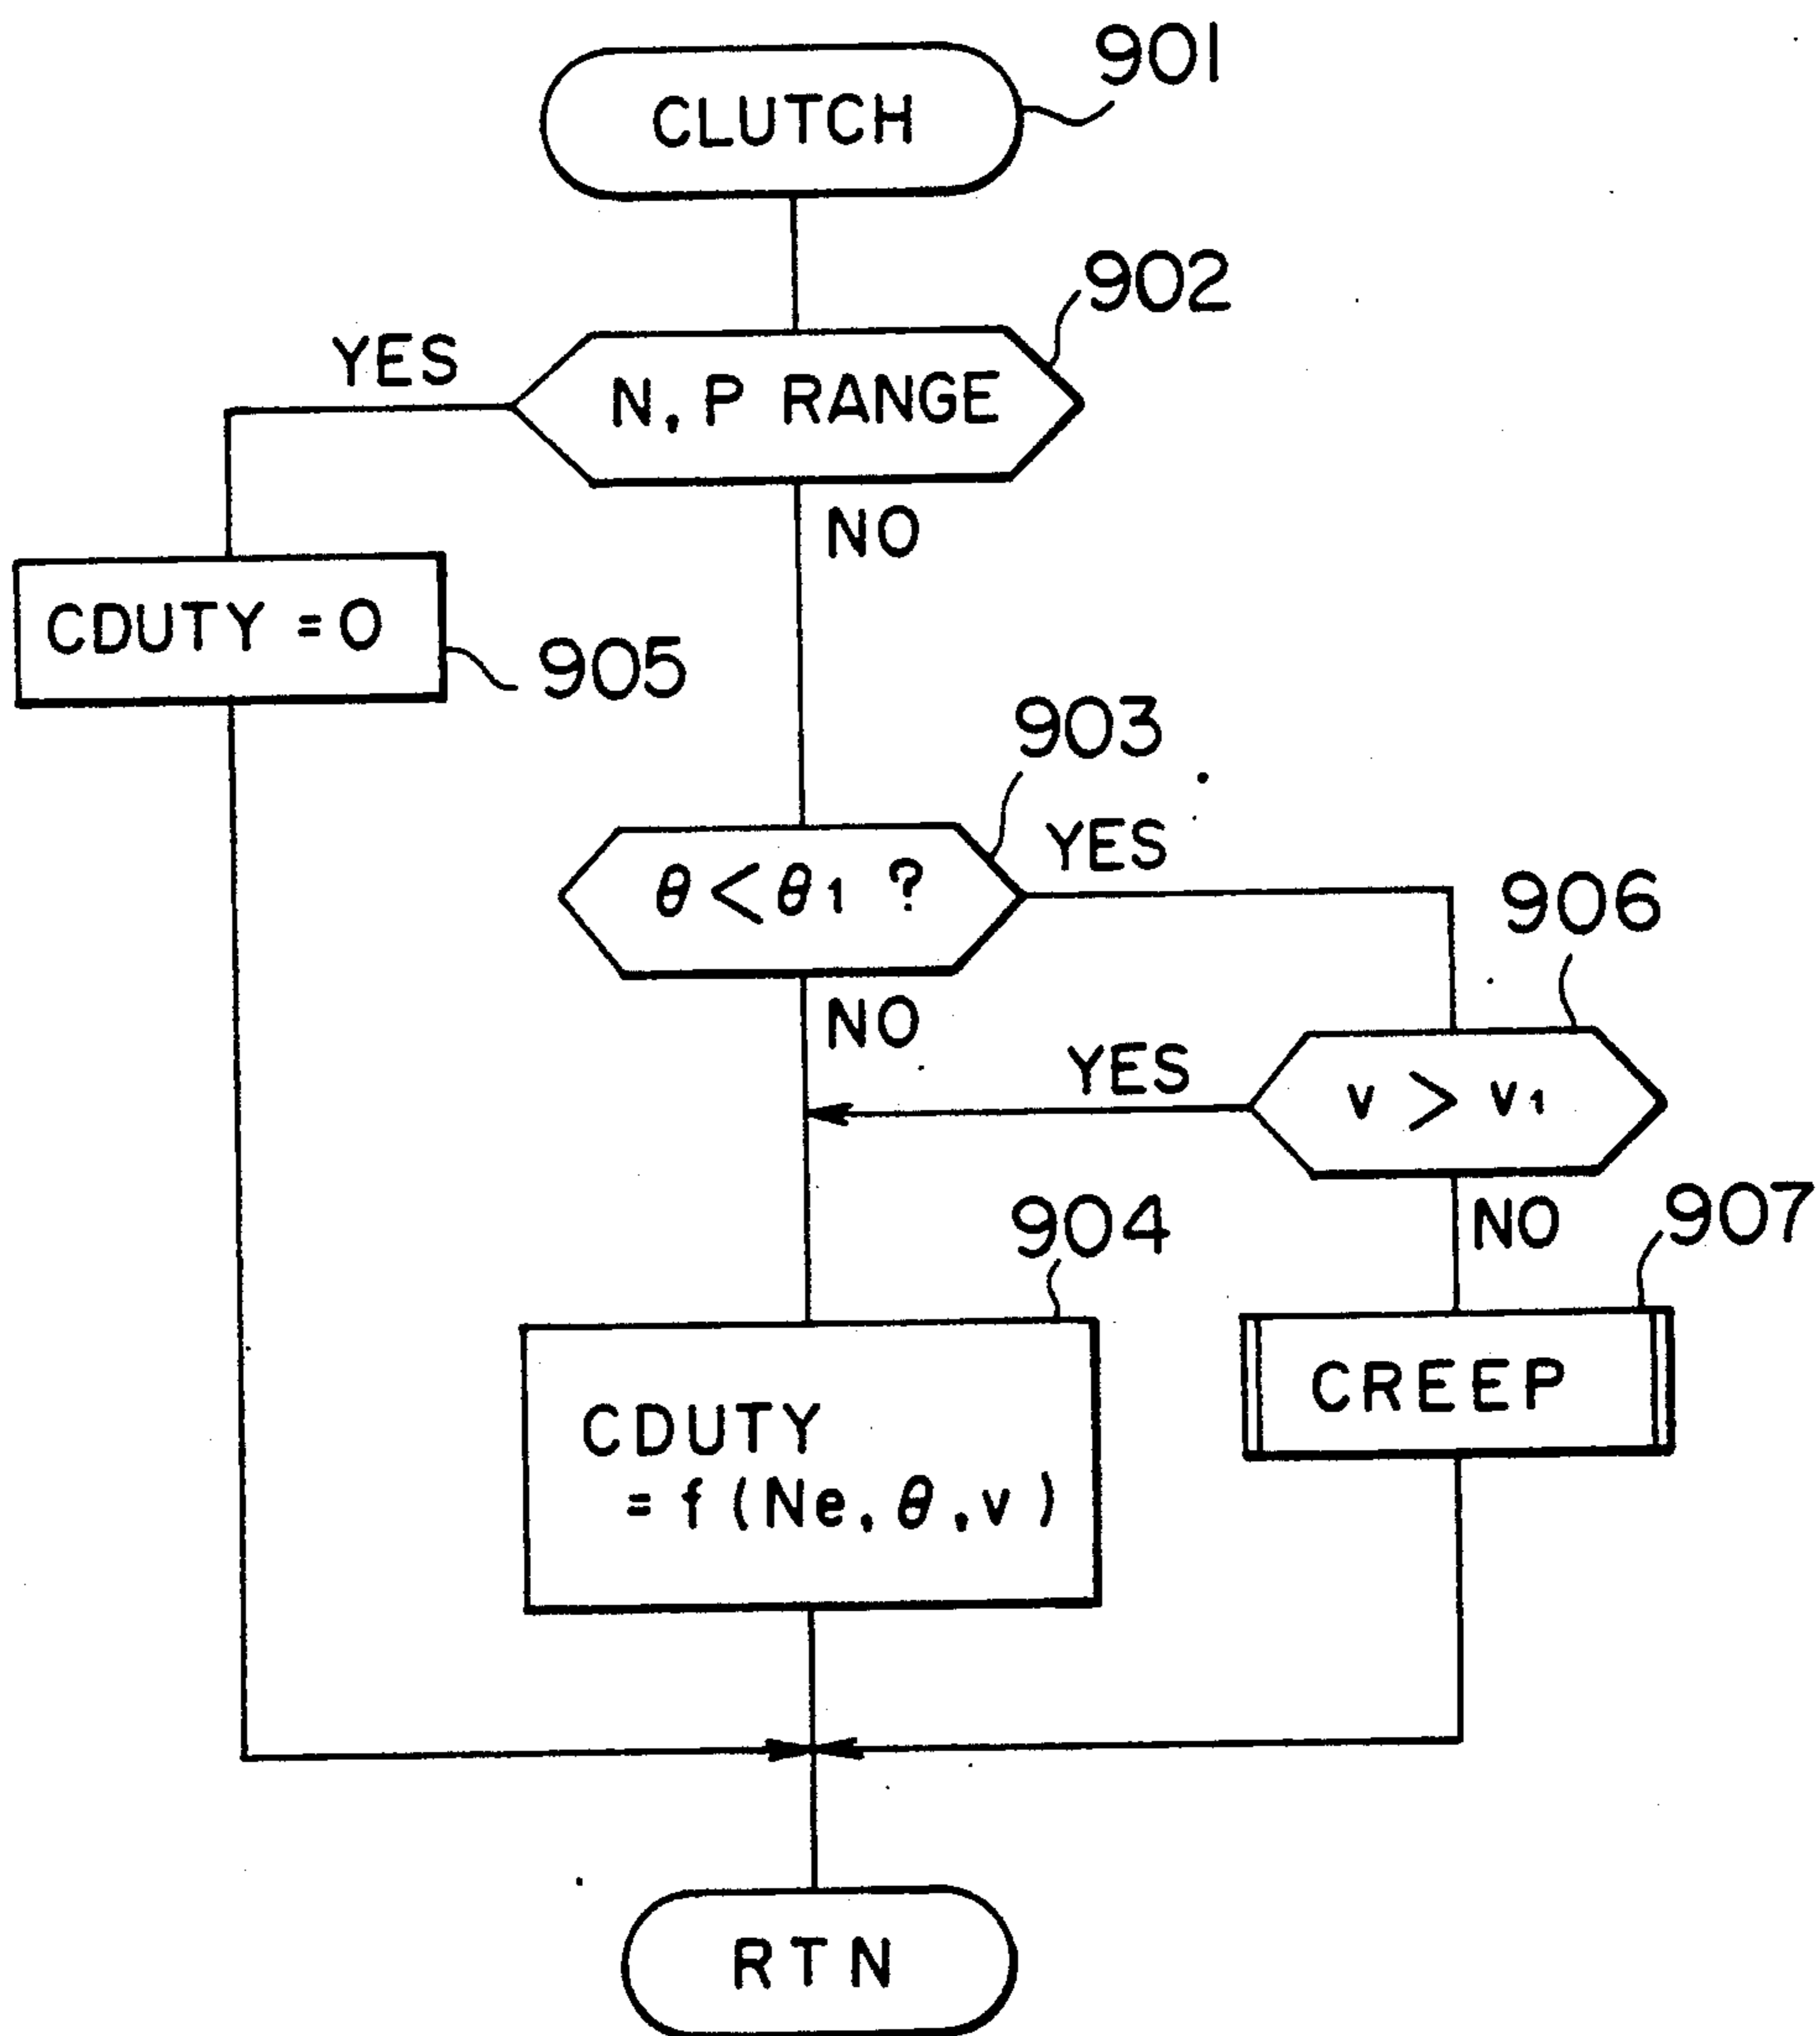 901
CLUTCH
902
YES
N, P RANGE
NO
CDUTY = 0
905
903
YES
θ < θ1 ?
906
NO
YES
v > v1
904
NO
907
CREEP
CDUTY
= f (Ne, θ, v)
RTN